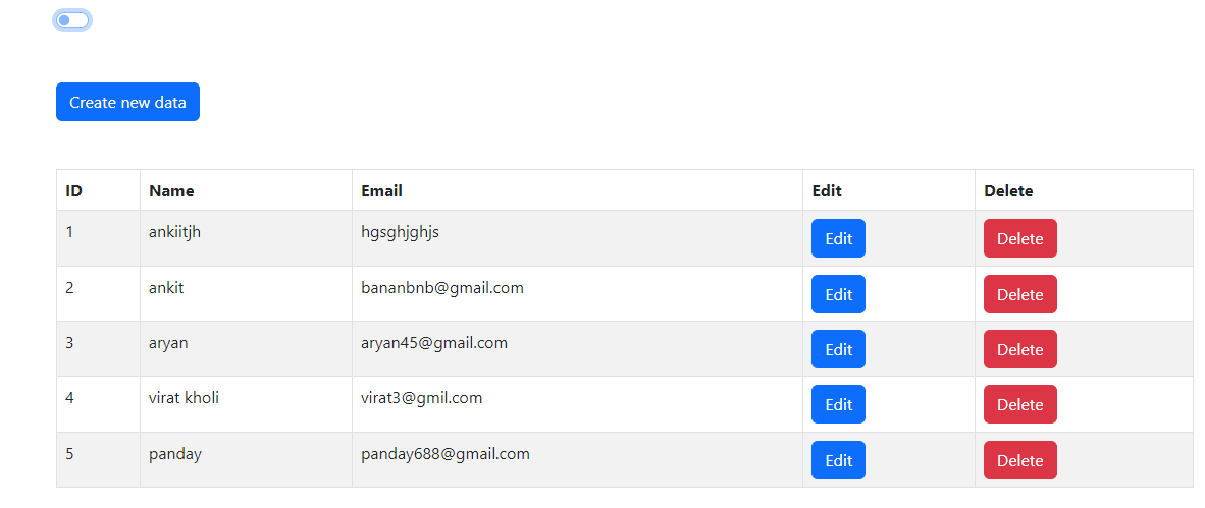 Create new data
ID Name Email Edit Delete
1 ankiitjh hgsghjghjs Edit Delete
2 ankit bananbnb@gmail.com Edit Delete
3 aryan aryan45@gmail.com Edit Delete
4 virat kholi virat3@gmil.com Edit Delete
5 panday panday688@gmail.com Edit Delete